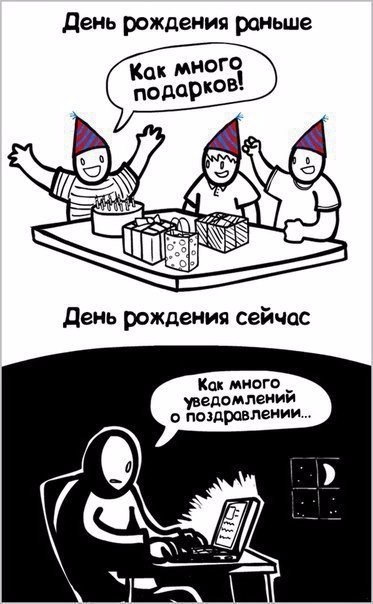 День рождения раньше
Как много
подарков!
День рождения сейчас
Как много
уведомлений
о поздравлении...